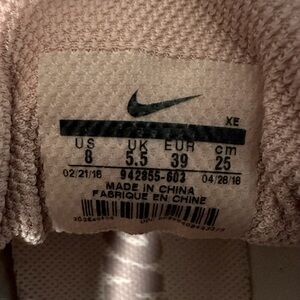 XE
US UK EUR cm
8 5.5 39 25
02/21/18 942855-603 04/28/18
MADE IN CHINA
FABRIQUE EN CHINE